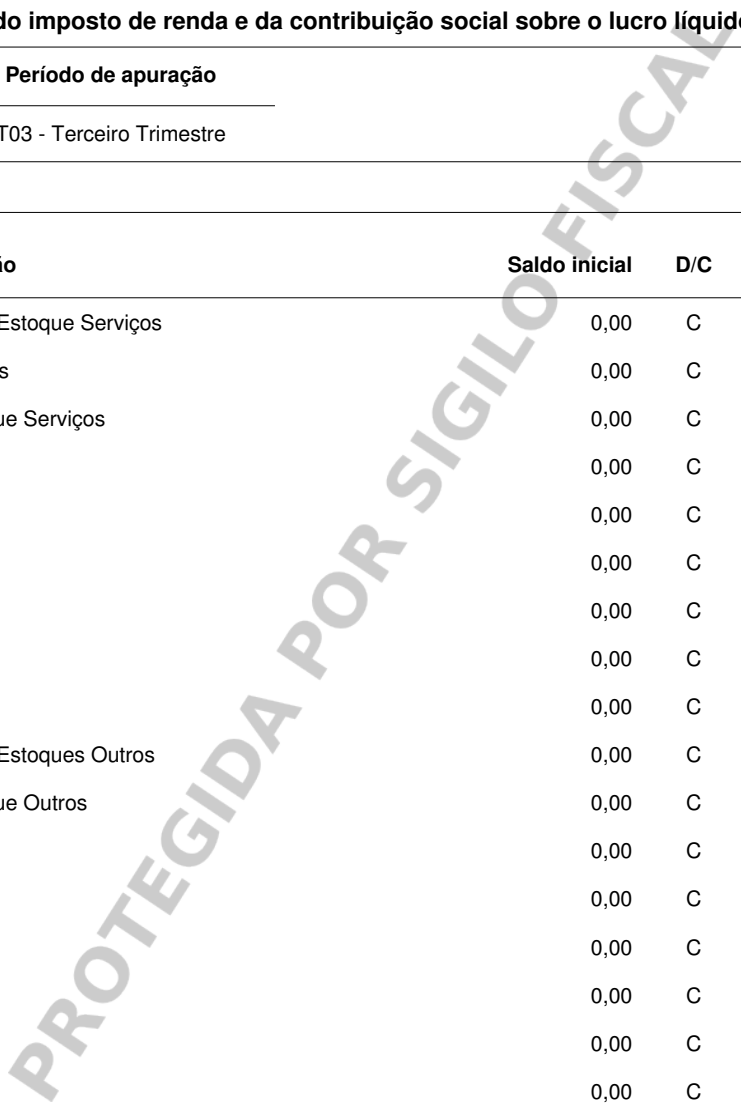 do imposto de renda e da contribuição social sobre o lucro líquido
Período de apuração
T03 - Terceiro Trimestre
ão Saldo inicial D/C
Estoque Serviços 0,00 C
s 0,00 C
ue Serviços 0,00 C
0,00 C
0,00 C
0,00 C
0,00 C
0,00 C
0,00 C
Estoques Outros 0,00 C
ue Outros 0,00 C
0,00 C
0,00 C
0,00 C
0,00 C
0,00 C
0,00 C
PROTEGIDA POR SIGILO FISCAL